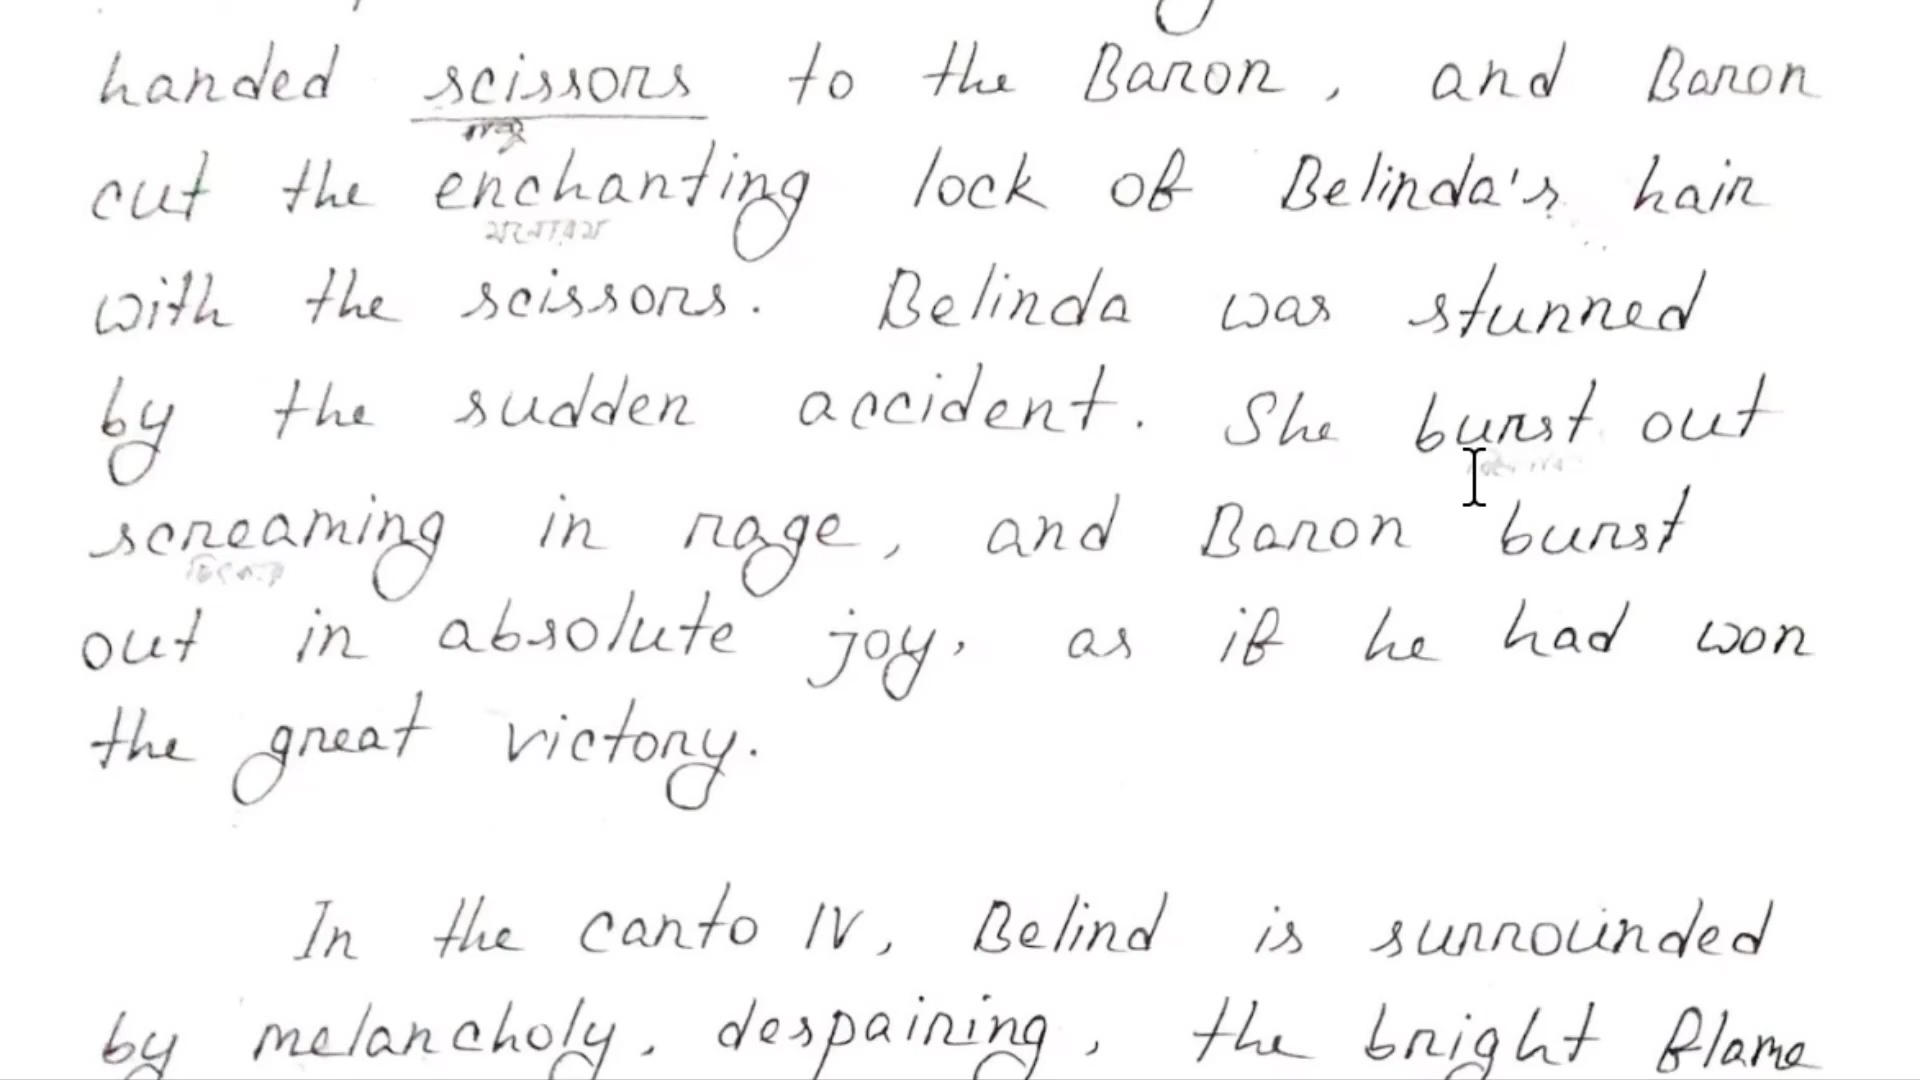 handed scissors to the Baron, and Baron
cut the enchanting lock of Belinda's hair
with the scissors. Belinda was stunned
by the sudden accident. She burst out
screaming in rage, and Baron burst
out in absolute joy, as if he had won
the great victory.
In the canto IV, Belind is surrounded
by melancholy, despairing, the bright flame